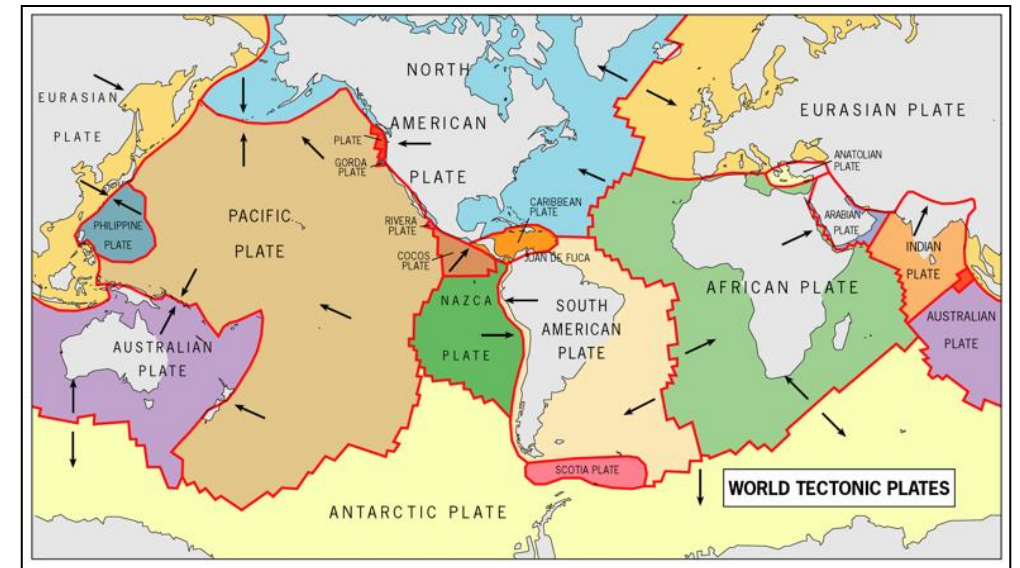 NORTH
AMERICAN
PLATE
EURASIAN
PLATE
EURASIAN PLATE
ANATOLIAN
PLATE
PLATE
GORDA
PLATE
PACIFIC
PLATE
PHILIPPINE
PLATE
RIVERA
PLATE
COCOS
PLATE
CARIBBEAN
PLATE
JUAN DE FUCA
ARABIAN
PLATE
INDIAN
PLATE
AFRICAN PLATE
NAZCA
PLATE
SOUTH
AMERICAN
PLATE
AUSTRALIAN
PLATE
AUSTRALIAN
PLATE
SCOTIA PLATE
WORLD TECTONIC PLATES
ANTARCTIC PLATE